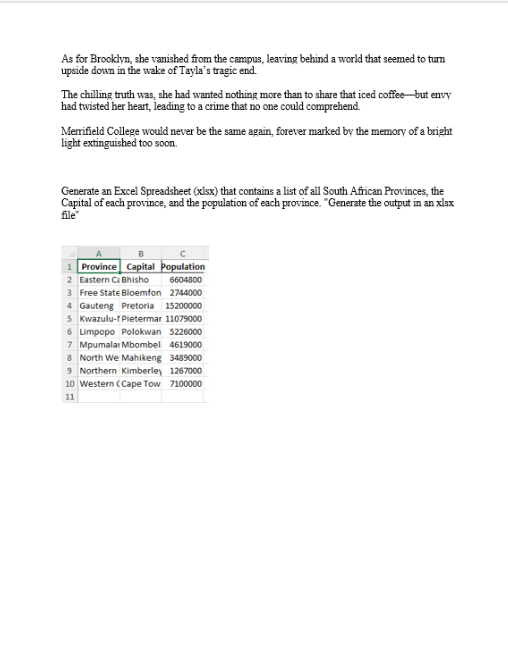 As for Brooklyn, she vanished from the campus, leaving behind a world that seemed to turn
upside down in the wake of Tayla's tragic end.
The chilling truth was, she had wanted nothing more than to share that iced coffee—but envy
had twisted her heart, leading to a crime that no one could comprehend.
Merrifield College would never be the same again, forever marked by the memory of a bright
light extinguished too soon.
Generate an Excel Spreadsheet (xlsx) that contains a list of all South African Provinces, the
Capital of each province, and the population of each province. "Generate the output in an xlsx
file"
A B C
1 Province Capital Population
2 Eastern Ca Bhisho 6604800
3 Free State Bloemfon 2744000
4 Gauteng Pretoria 15200000
5 Kwazulu-N Pietermar 11079000
6 Limpopo Polokwan 5226000
7 Mpumalar Mbombel 4619000
8 North We Mahikeng 3489000
9 Northern Kimberley 1267000
10 Western C Cape Tow 7100000
11